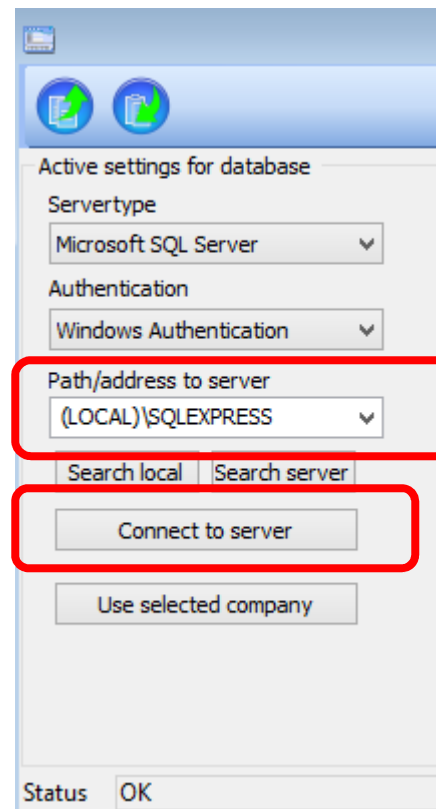 Active settings for database
Servertype
Microsoft SQL Server
Authentication
Windows Authentication
Path/address to server
(LOCAL)\SQLEXPRESS
Search local Search server
Connect to server
Use selected company
Status OK